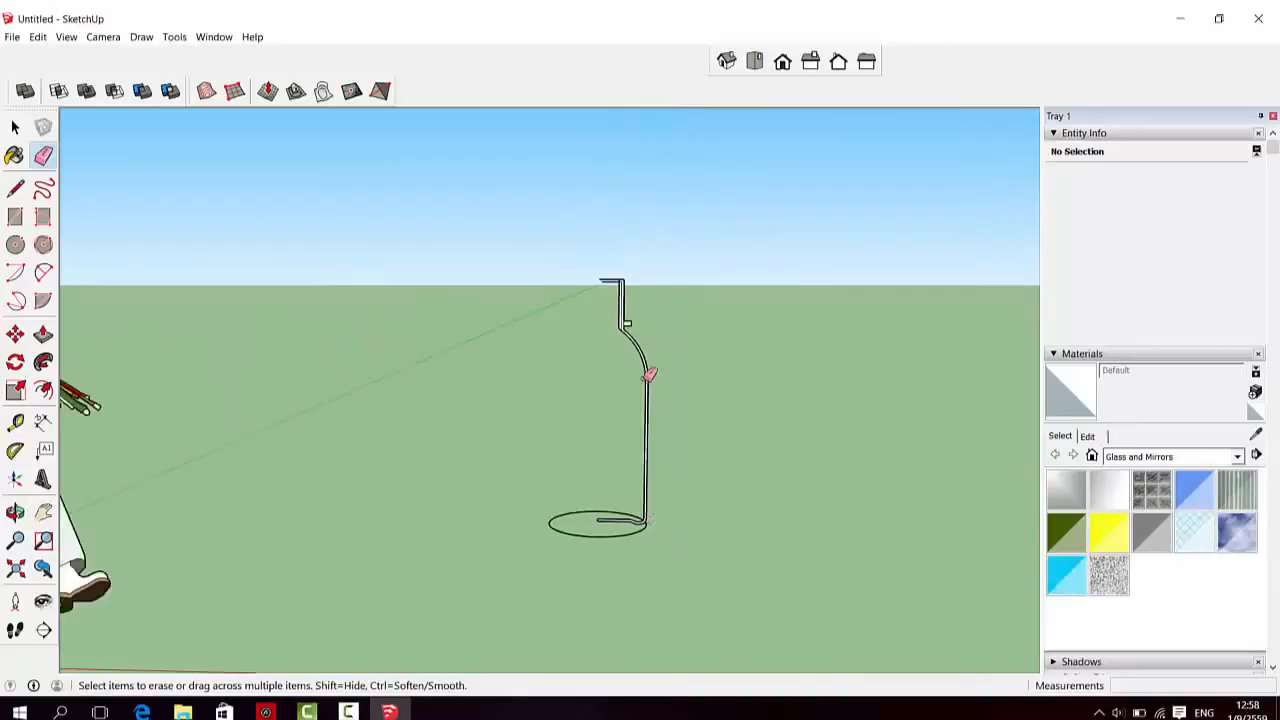 Untitled - SketchUp
File Edit View Camera Draw Tools Window Help
Tray 1
Entity Info
No Selection
Materials
Default
A1
Select Edit
Glass and Mirrors
Shadows
Select items to erase or drag across multiple items. Shift=Hide, Ctrl=Soften/Smooth.
Measurements
ENG
12:58